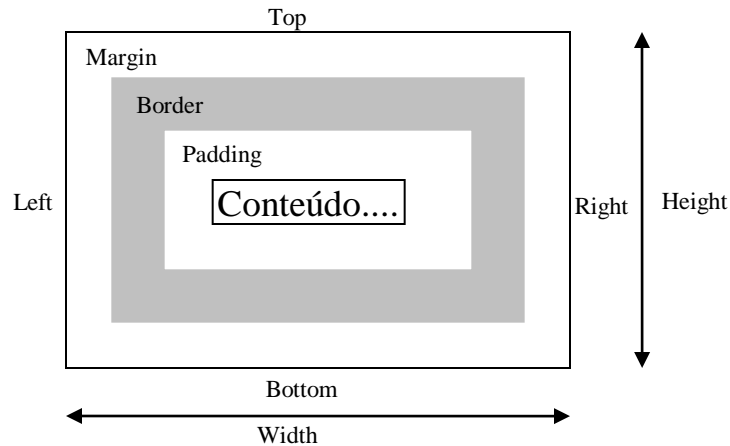 Top
Margin
Border
Padding
Conteúdo....
Left
Right
Height
Bottom
Width